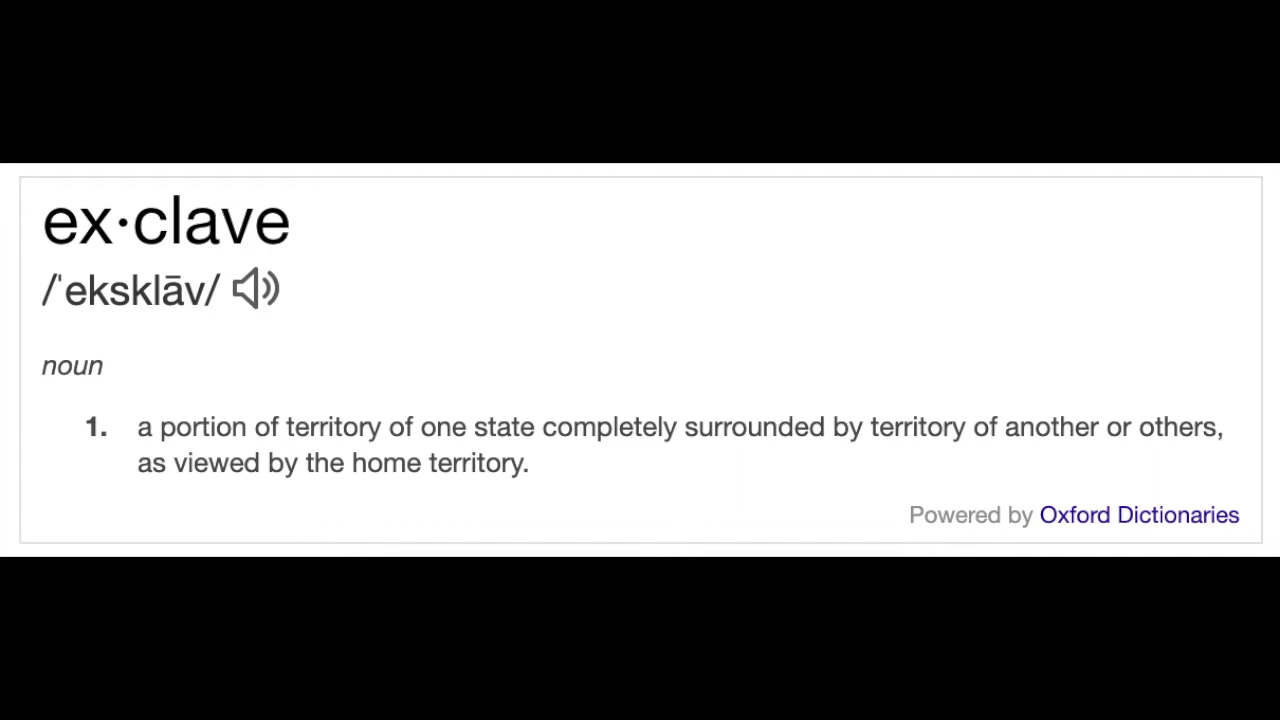 ex·clave
/ˈeksklāv/
noun
1. a portion of territory of one state completely surrounded by territory of another or others,
as viewed by the home territory.
Powered by Oxford Dictionaries